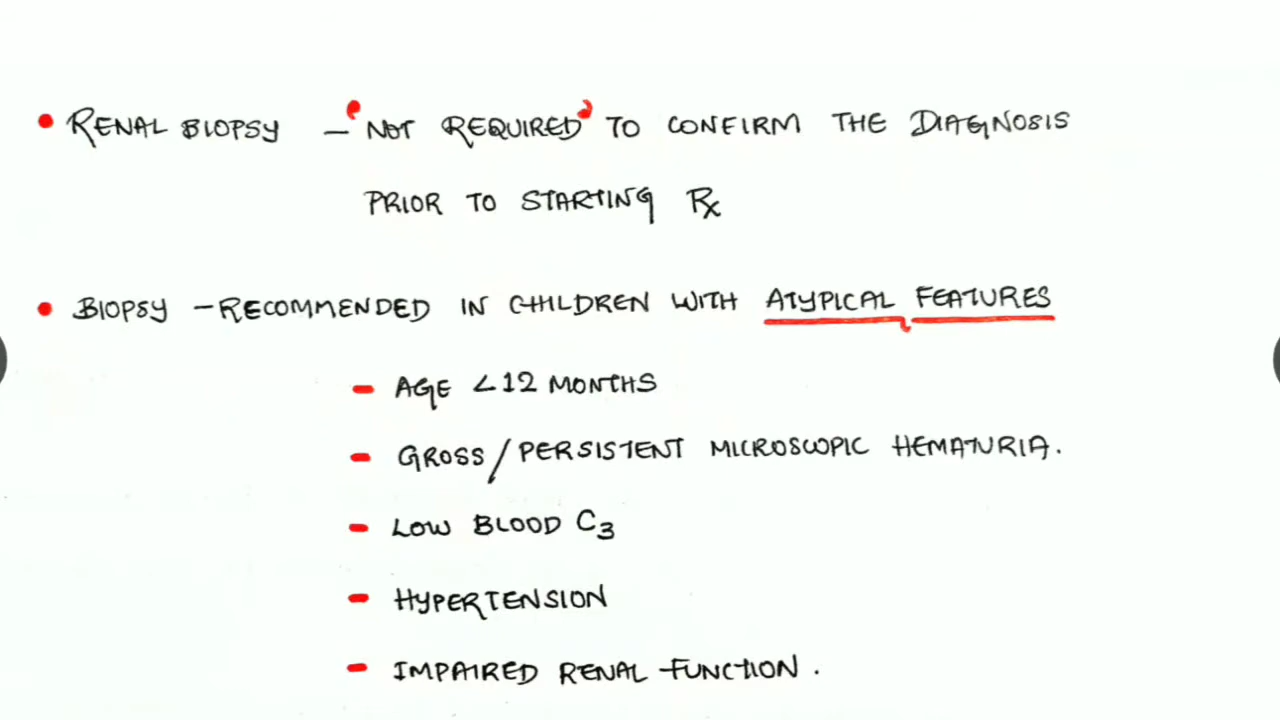 • RENAL BIOPSY – "NOT REQUIRED" TO CONFIRM THE DIAGNOSIS
PRIOR TO STARTING Rx
• BIOPSY – RECOMMENDED IN CHILDREN WITH ATYPICAL FEATURES
– AGE <12 MONTHS
– GROSS/PERSISTENT MICROSCOPIC HEMATURIA.
– LOW BLOOD C3
– HYPERTENSION
– IMPAIRED RENAL FUNCTION.